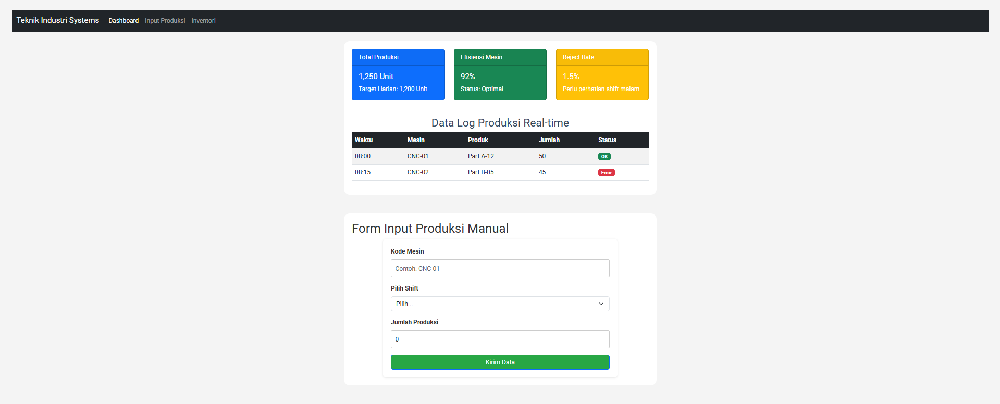 Teknik Industri Systems Dashboard Input Produksi Inventori
Total Produksi
1,250 Unit
Target Harian: 1,200 Unit
Efisiensi Mesin
92%
Status: Optimal
Reject Rate
1.5%
Perlu perhatian shift malam
Data Log Produksi Real-time
Waktu Mesin Produk Jumlah Status
08:00 CNC-01 Part A-12 50 OK
08:15 CNC-02 Part B-05 45 Error
Form Input Produksi Manual
Kode Mesin
Contoh: CNC-01
Pilih Shift
Pilih...
Jumlah Produksi
0
Kirim Data